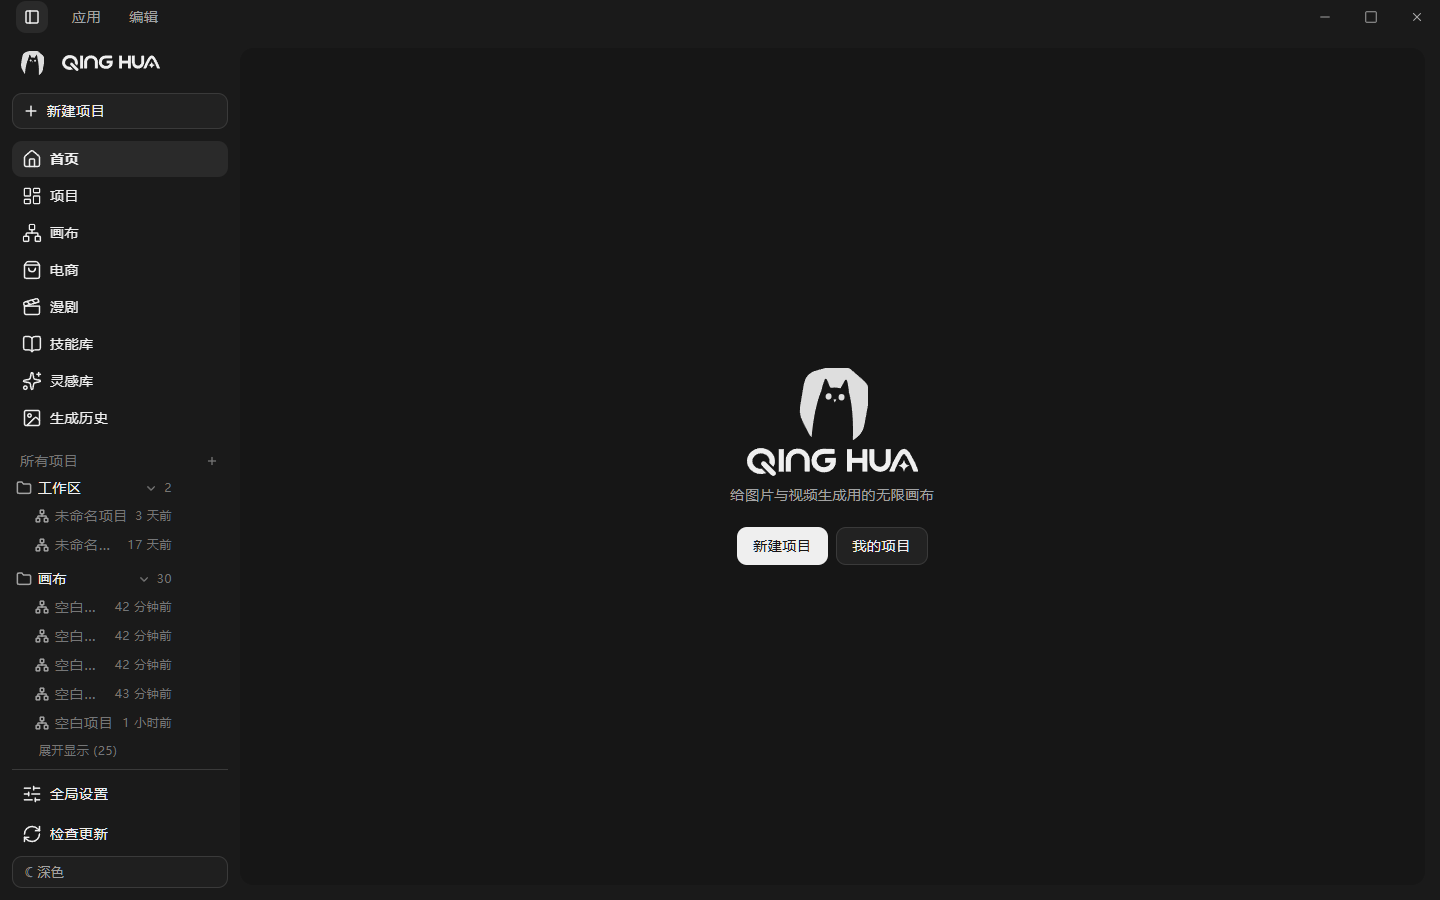 应用 编辑
QING HUA
新建项目
首页
项目
画布
电商
漫剧
技能库
灵感库
生成历史
所有项目
工作区 2
未命名项目 3 天前
未命名... 17 天前
画布 30
空白... 42 分钟前
空白... 42 分钟前
空白... 42 分钟前
空白... 43 分钟前
空白项目 1 小时前
展开显示 (25)
全局设置
检查更新
深色
QING HUA
给图片与视频生成用的无限画布
新建项目 我的项目